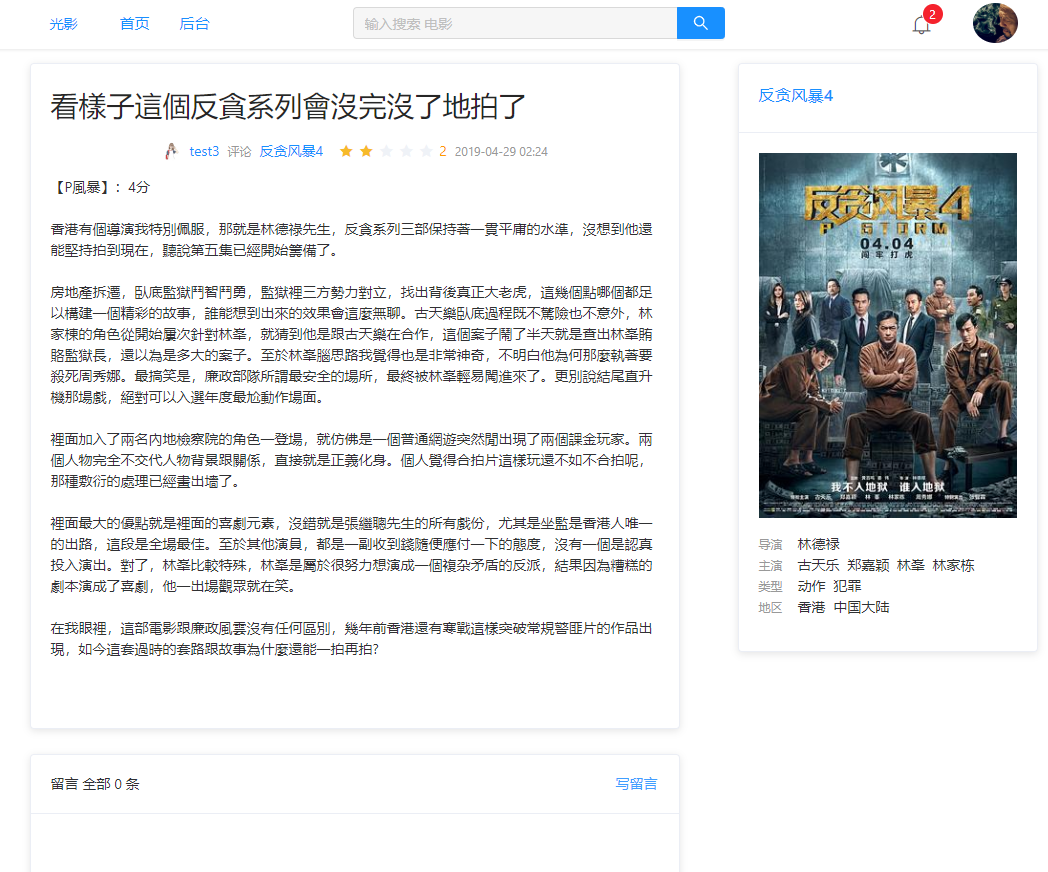 光影 首页 后台 输入搜索 电影 2
看樣子這個反貪系列會沒完沒了地拍了
test3 评论 反贪风暴4 2 2019-04-29 02:24
【P風暴】：4分
香港有個導演我特別佩服，那就是林德祿先生，反貪系列三部保持著一貫平庸的水準，沒想到他還
能堅持拍到現在，聽說第五集已經開始籌備了。
房地產拆遷，臥底監獄鬥智鬥勇，監獄裡三方勢力對立，找出背後真正大老虎，這幾個點哪個都足
以構建一個精彩的故事，誰能想到出來的效果會這麼無聊。古天樂臥底過程既不驚險也不意外，林
家棟的角色從開始屢次針對林峯，就猜到他是跟古天樂在合作，這個案子鬧了半天就是查出林峯賄
賂監獄長，還以為是多大的案子。至於林峯腦思路我覺得也是非常神奇，不明白他為何那麼執著要
殺死周秀娜。最搞笑是，廉政部隊所謂最安全的場所，最終被林峯輕易闖進來了。更別說結尾直升
機那場戲，絕對可以入選年度最尬動作場面。
裡面加入了兩名內地檢察院的角色一登場，就仿佛是一個普通網遊突然間出現了兩個課金玩家。兩
個人物完全不交代人物背景跟關係，直接就是正義化身。個人覺得合拍片這樣玩還不如不合拍呢，
那種敷衍的處理已經畫出墻了。
裡面最大的優點就是裡面的喜劇元素，沒錯就是張繼聰先生的所有戲份，尤其是坐監是香港人唯一
的出路，這段是全場最佳。至於其他演員，都是一副收到錢隨便應付一下的態度，沒有一個是認真
投入演出。對了，林峯比較特殊，林峯是屬於很努力想演成一個複杂矛盾的反派，結果因為糟糕的
劇本演成了喜劇，他一出場觀眾就在笑。
在我眼裡，這部電影跟廉政風雲沒有任何區別，幾年前香港還有寒戰這樣突破常規警匪片的作品出
現，如今這套過時的套路跟故事為什麼還能一拍再拍？
留言 全部 0 条 写留言
反贪风暴4
反贪风暴4
P STORM
04.04
闯牢打虎
我不入地狱 谁入地狱
导演 林德禄
主演 古天乐 郑嘉颖 林峯 林家栋
类型 动作 犯罪
地区 香港 中国大陆